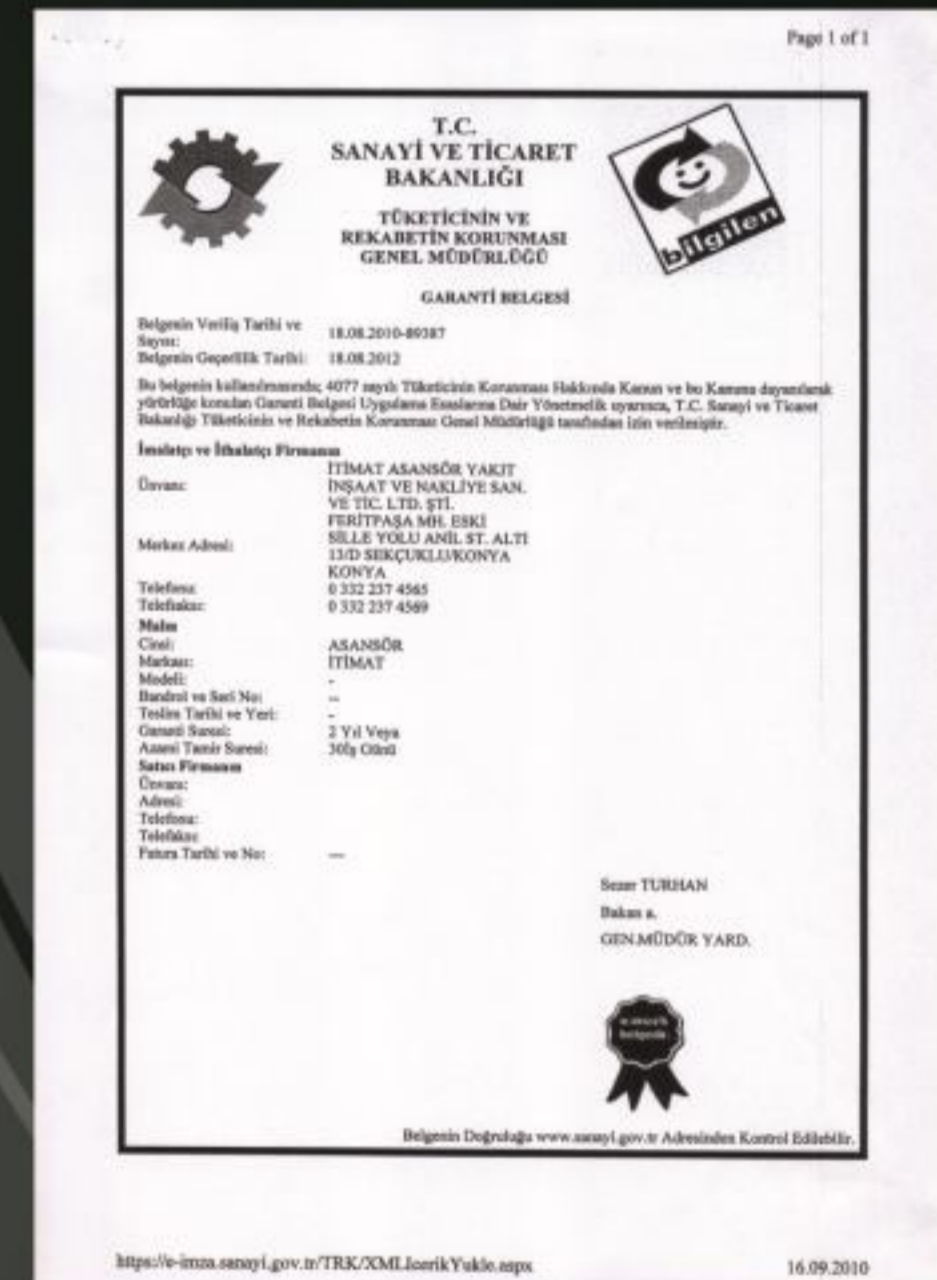 Page 1 of 1
T.C.
SANAYİ VE TİCARET
BAKANLIĞI
TÜKETİCİNİN VE
REKABETİN KORUNMASI
GENEL MÜDÜRLÜĞÜ
bilgilen
GARANTİ BELGESİ
Belgenin Veriliş Tarihi ve
Sayısı: 18.08.2010-89387
Belgenin Geçerlilik Tarihi: 18.08.2012
Bu belgenin kullanılmasında; 4077 sayılı Tüketicinin Korunması Hakkında Kanun ve bu Kanuna dayanılarak
yürürlüğe konulan Garanti Belgesi Uygulama Esaslarına Dair Yönetmelik uyarınca, T.C. Sanayi ve Ticaret
Bakanlığı Tüketicinin ve Rekabetin Korunması Genel Müdürlüğü tarafından izin verilmiştir.
İmalatçı ve İthalatçı Firmanın
Ünvanı: İTİMAT ASANSÖR YAKIT
İNŞAAT VE NAKLİYE SAN.
VE TİC. LTD. ŞTİ.
Merkez Adresi: FERİTPAŞA MH. ESKİ
SİLLE YOLU ANIL ST. ALTI
13/D SEKÇUKLU/KONYA
KONYA
Telefonu: 0 332 237 4565
Telefaksı: 0 332 237 4569
Malın
Cinsi: ASANSÖR
Markası: İTİMAT
Modeli: -
Bandrol ve Seri No: --
Teslim Tarihi ve Yeri: -
Garanti Suresi: 2 Yıl Veya
Azami Tamir Suresi: 30İş Günü
Satıcı Firmanın
Ünvanı:
Adresi:
Telefonu:
Telefaksı:
Fatura Tarihi ve No: ---
Sezer TURHAN
Bakan a.
GEN.MÜDÜR YARD.
Belgenin Doğruluğu www.sanayi.gov.tr Adresinden Kontrol Edilebilir.
https://e-imza.sanayi.gov.tr/TRK/XMLIcerikYukle.aspx
16.09.2010